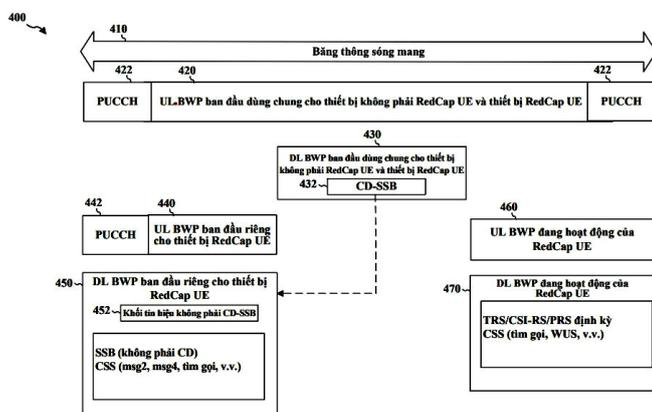 400
410
Băng thông sóng mang
422
420
422
PUCCH
UL BWP ban đầu dùng chung cho thiết bị không phải RedCap UE và thiết bị RedCap UE
PUCCH
430
DL BWP ban đầu dùng chung cho thiết bị
không phải RedCap UE và thiết bị RedCap UE
432
CD-SSB
442
440
460
PUCCH
UL BWP ban đầu riêng
cho thiết bị RedCap UE
UL BWP đang hoạt động của
RedCap UE
450
DL BWP ban đầu riêng cho thiết bị
RedCap UE
452
Khối tín hiệu không phải CD-SSB
SSB (không phải CD)
CSS (msg2, msg4, tìm gọi, v.v.)
470
DL BWP đang hoạt động của
RedCap UE
TRS/CSI-RS/PRS định kỳ
CSS (tìm gọi, WUS, v.v.)